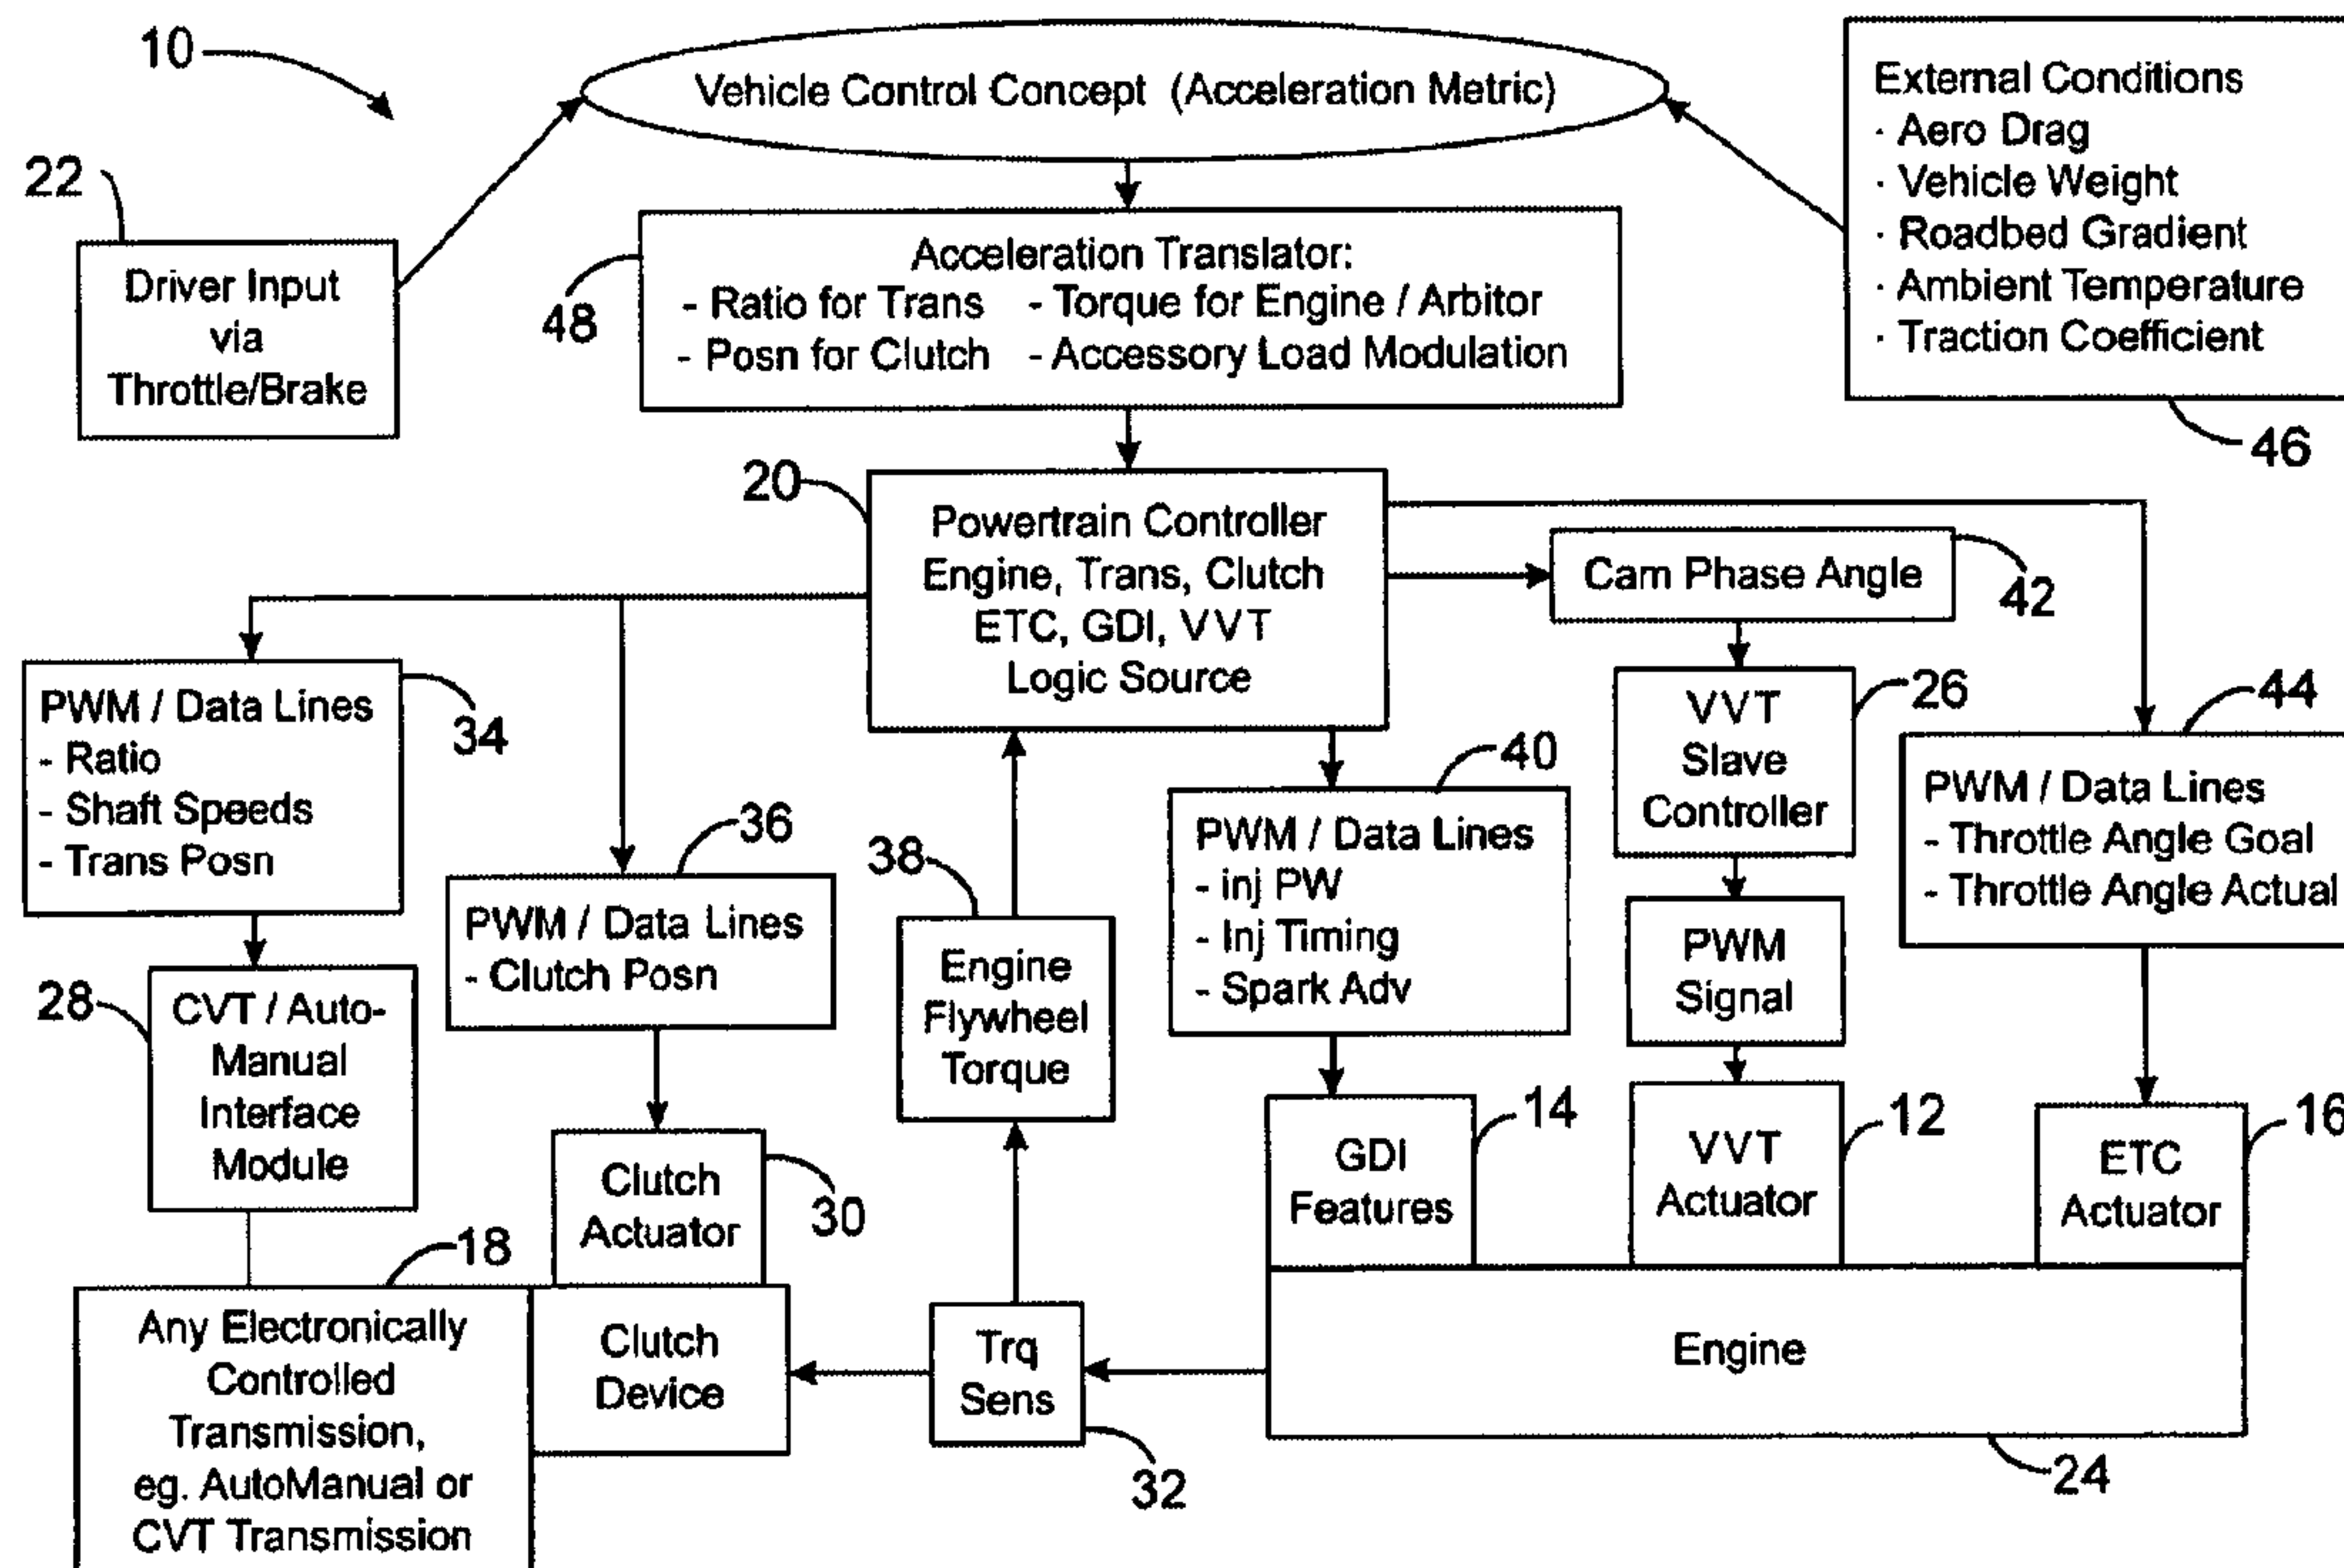 10
Vehicle Control Concept (Acceleration Metric)
External Conditions
· Aero Drag
· Vehicle Weight
· Roadbed Gradient
· Ambient Temperature
· Traction Coefficient
46
22
Driver Input
via
Throttle/Brake
48
Acceleration Translator:
- Ratio for Trans - Torque for Engine / Arbitor
- Posn for Clutch - Accessory Load Modulation
20
Powertrain Controller
Engine, Trans, Clutch
ETC, GDI, VVT
Logic Source
Cam Phase Angle
42
PWM / Data Lines
- Ratio
- Shaft Speeds
- Trans Posn
34
36
PWM / Data Lines
- Clutch Posn
38
Engine
Flywheel
Torque
40
PWM / Data Lines
- inj PW
- Inj Timing
- Spark Adv
VVT
Slave
Controller
26
44
PWM / Data Lines
- Throttle Angle Goal
- Throttle Angle Actual
PWM
Signal
28
CVT / Auto-
Manual
Interface
Module
Clutch
Actuator
30
GDI
Features
14
VVT
Actuator
12
ETC
Actuator
16
18
Any Electronically
Controlled
Transmission,
eg. AutoManual or
CVT Transmission
Clutch
Device
Trq
Sens
32
Engine
24